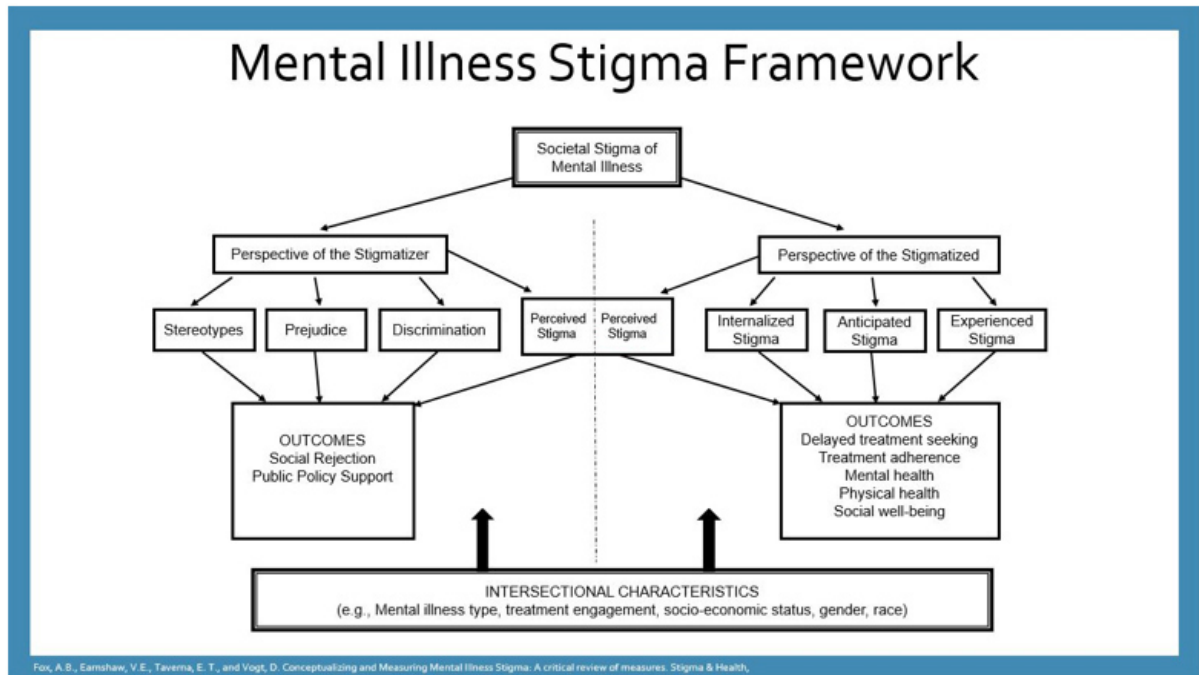 Mental Illness Stigma Framework
Societal Stigma of
Mental Illness
Perspective of the Stigmatizer
Perspective of the Stigmatized
Stereotypes
Prejudice
Discrimination
Perceived
Stigma
Perceived
Stigma
Internalized
Stigma
Anticipated
Stigma
Experienced
Stigma
OUTCOMES
Social Rejection
Public Policy Support
OUTCOMES
Delayed treatment seeking
Treatment adherence
Mental health
Physical health
Social well-being
INTERSECTIONAL CHARACTERISTICS
(e.g., Mental illness type, treatment engagement, socio-economic status, gender, race)
Fox, A.B., Earnshaw, V.E., Taverna, E. T., and Vogt, D. Conceptualizing and Measuring Mental Illness Stigma: A critical review of measures. Stigma & Health,